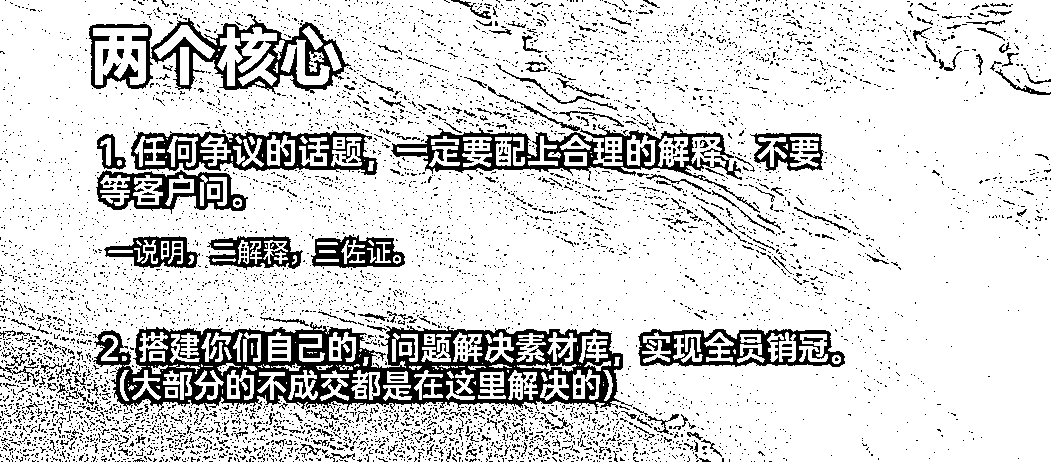 两个核心
1. 任何争议的话题，一定要配上合理的解释，不要
等客户问。
一说明，二解释，三佐证。
2. 搭建你们自己的，问题解决素材库，实现全员销冠。
（大部分的不成交都是在这里解决的）